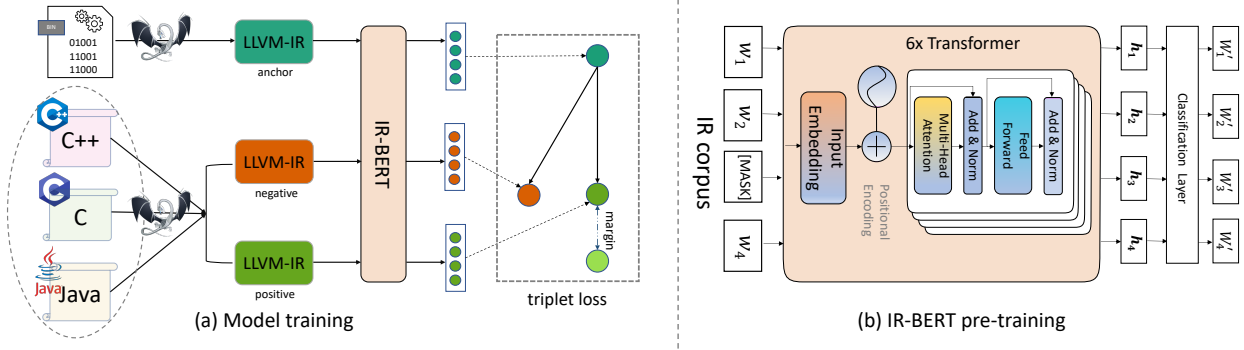 01001
11001
11000
LLVM-IR
anchor
C++
C++
C
C
Java
Java
LLVM-IR
negative
LLVM-IR
positive
IR-BERT
margin
triplet loss
(a) Model training
IR corpus
W1
W2
[MASK]
W4
6x Transformer
Input
Embedding
Positional
Encoding
Multi-Head
Attention
Add & Norm
Feed
Forward
Add & Norm
h1
h2
h3
h4
Classification Layer
W1'
W2'
W3'
W4'
(b) IR-BERT pre-training